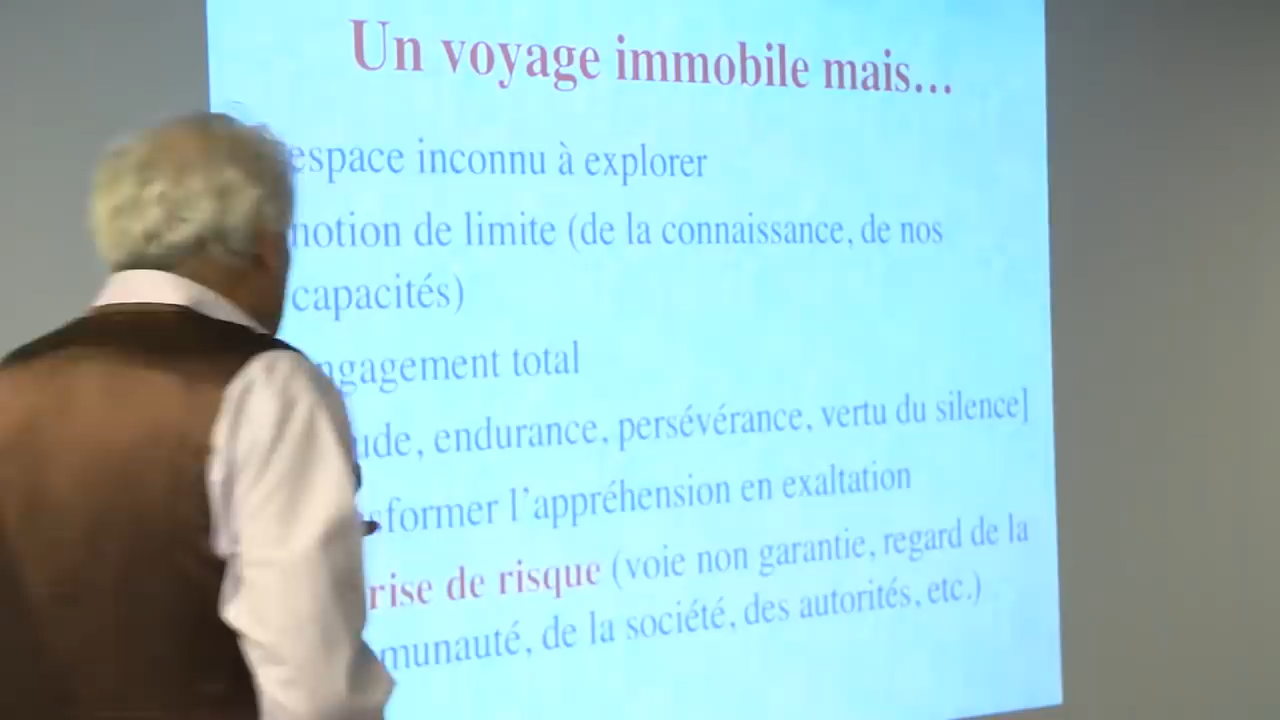 Un voyage immobile mais...
espace inconnu à explorer
notion de limite (de la connaissance, de nos
capacités)
ngagement total
ude, endurance, persévérance, vertu du silence]
sformer l'appréhension en exaltation
rise de risque (voie non garantie, regard de la
munauté, de la société, des autorités, etc.)